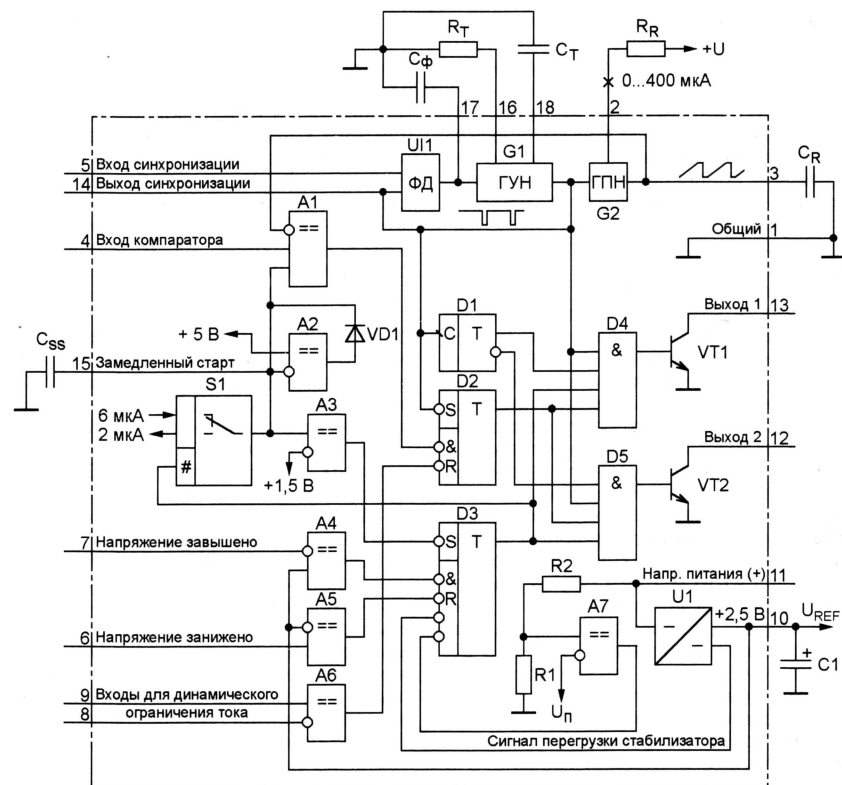 R_T
R_R
+U
C_T
Cф
0...400 мкА
17
16
18
2
UI1
G1
5 Вход синхронизации
14 Выход синхронизации
ФД
ГУН
ГПН
G2
3
C_R
A1
==
4 Вход компаратора
Общий 1
Выход 1 13
D1
C T
D4
&
VT1
+ 5 В
A2
==
VD1
C_SS
15 Замедленный старт
S1
D2
S T
&
R
6 мкА
2 мкА
#
A3
==
+1,5 В
Выход 2 12
D5
&
VT2
D3
S T
&
R
A4
==
7 Напряжение завышено
A5
==
6 Напряжение занижено
R2
Напр. питания (+) 11
A7
==
U1
+2,5 В 10
U_REF
R1
Uп
C1
+
A6
==
9 Входы для динамического
8 ограничения тока
Сигнал перегрузки стабилизатора